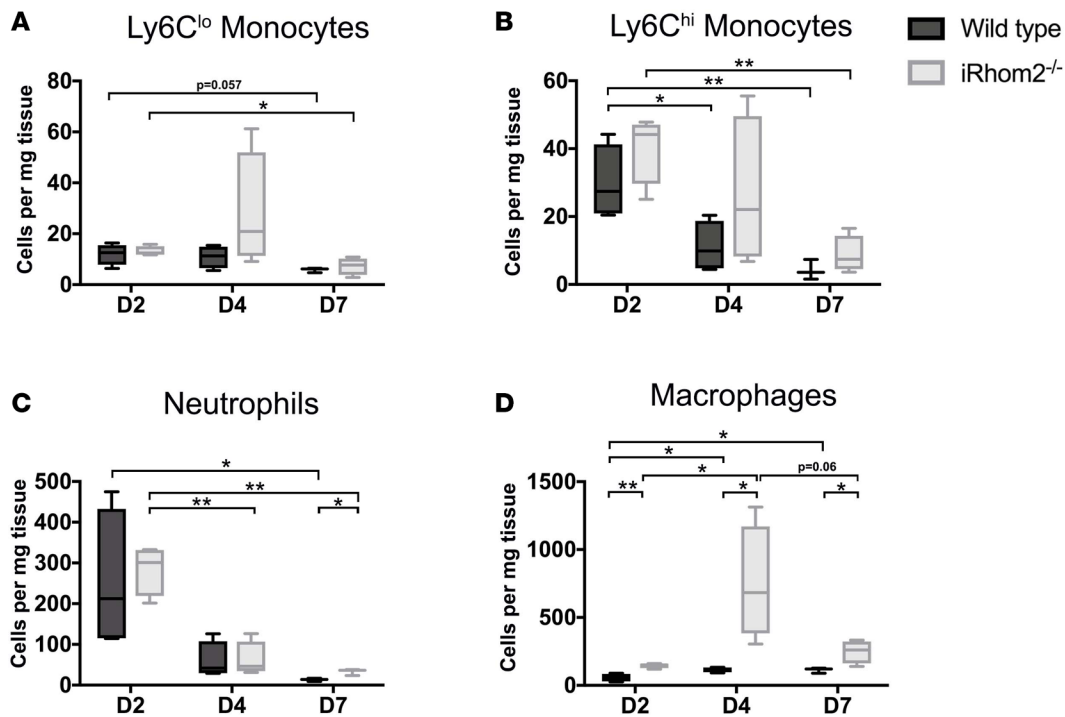 A
Ly6Clo Monocytes
Cells per mg tissue
80
60
40
20
0
p=0.057
*
D2 D4 D7
B
Ly6Chi Monocytes
Cells per mg tissue
60
40
20
0
**
**
*
D2 D4 D7
Wild type
iRhom2-/-
C
Neutrophils
Cells per mg tissue
500
400
300
200
100
0
*
**
**
*
D2 D4 D7
D
Macrophages
Cells per mg tissue
1500
1000
500
0
*
*
* p=0.06
** * *
D2 D4 D7